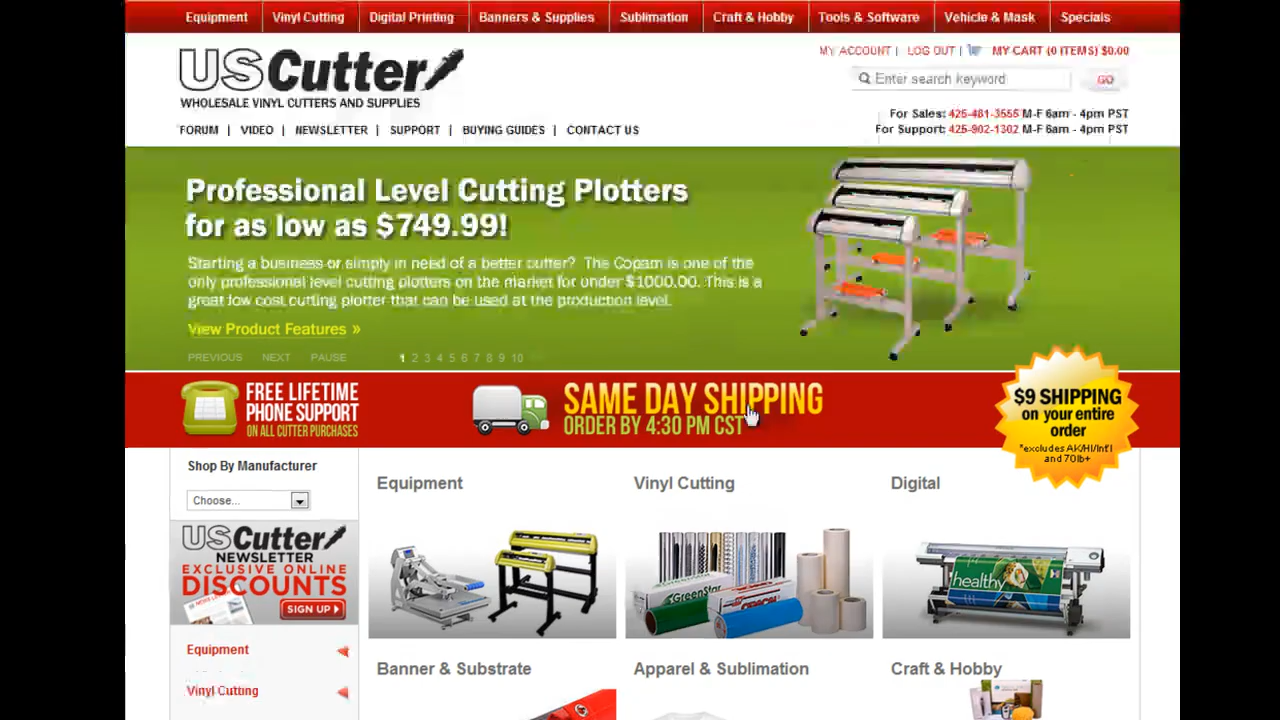 Equipment
Vinyl Cutting
Digital Printing
Banners & Supplies
Sublimation
Craft & Hobby
Tools & Software
Vehicle & Mask
Specials
USCutter
WHOLESALE VINYL CUTTERS AND SUPPLIES
MY ACCOUNT | LOG OUT | MY CART (0 ITEMS) $0.00
Enter search keyword
GO
For Sales: 425-481-3555 M-F 6am - 4pm PST
For Support: 425-902-1302 M-F 6am - 4pm PST
FORUM | VIDEO | NEWSLETTER | SUPPORT | BUYING GUIDES | CONTACT US
Professional Level Cutting Plotters
for as low as $749.99!
Starting a business or simply in need of a better cutter? The Copam is one of the
only professional level cutting plotters on the market for under $1000.00. This is a
great low cost cutting plotter that can be used at the production level.
View Product Features »
PREVIOUS NEXT PAUSE 1 2 3 4 5 6 7 8 9 10
FREE LIFETIME
PHONE SUPPORT
ON ALL CUTTER PURCHASES
SAME DAY SHIPPING
ORDER BY 4:30 PM CST
$9 SHIPPING
on your entire
order
*excludes AK/HI/Int'l
and 70lb+
Shop By Manufacturer
Choose...
USCutter
NEWSLETTER
EXCLUSIVE ONLINE
DISCOUNTS
SIGN UP
Equipment
Vinyl Cutting
Equipment
Vinyl Cutting
Digital
GreenStar
healthy
Banner & Substrate
Apparel & Sublimation
Craft & Hobby